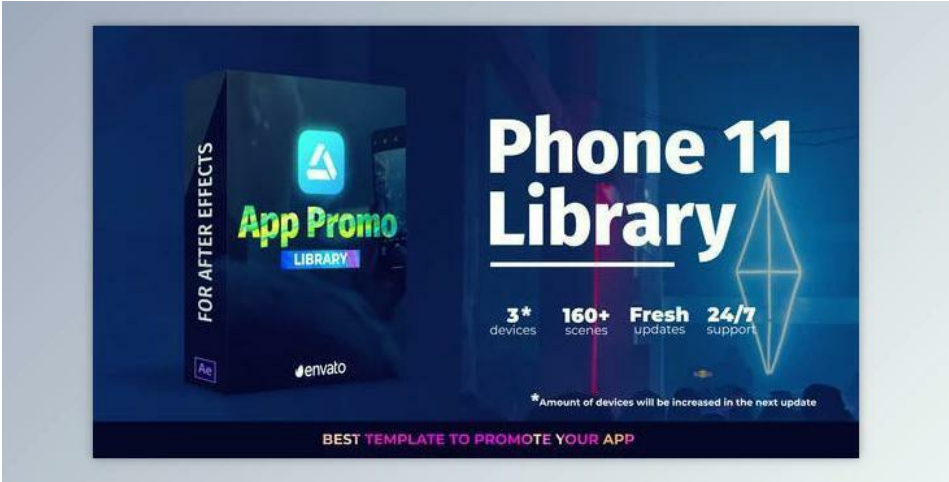 FOR AFTER EFFECTS
Ae
App Promo
LIBRARY
envato
Phone 11
Library
3* 160+ Fresh 24/7
devices scenes updates support
*Amount of devices will be increased in the next update
BEST TEMPLATE TO PROMOTE YOUR APP